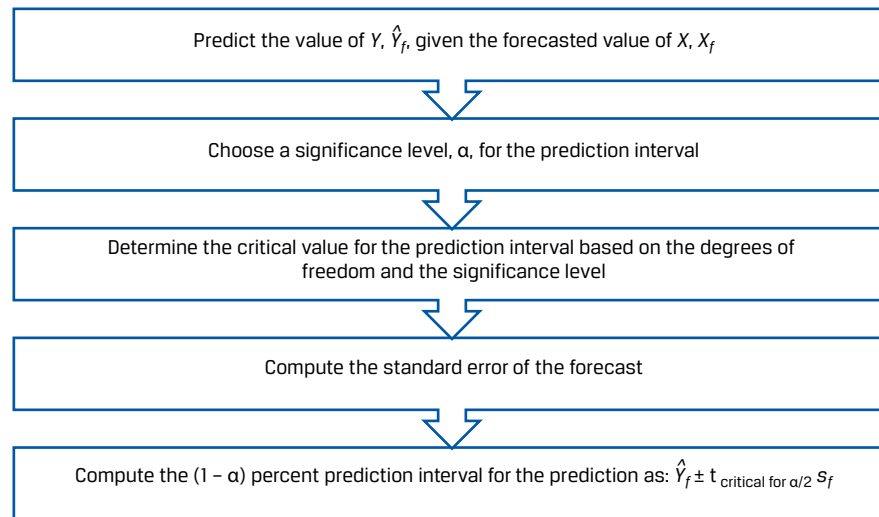 Predict the value of Y, Ŷf, given the forecasted value of X, Xf
Choose a significance level, α, for the prediction interval
Determine the critical value for the prediction interval based on the degrees of
freedom and the significance level
Compute the standard error of the forecast
Compute the (1 – α) percent prediction interval for the prediction as: Ŷf ± t critical for α/2 sf